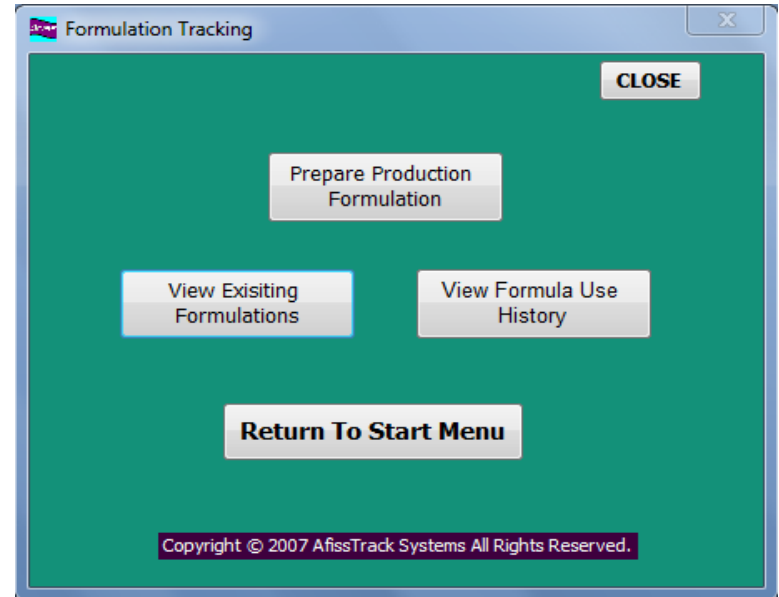 Formulation Tracking
CLOSE
Prepare Production
Formulation
View Exisiting
Formulations
View Formula Use
History
Return To Start Menu
Copyright © 2007 AfissTrack Systems All Rights Reserved.